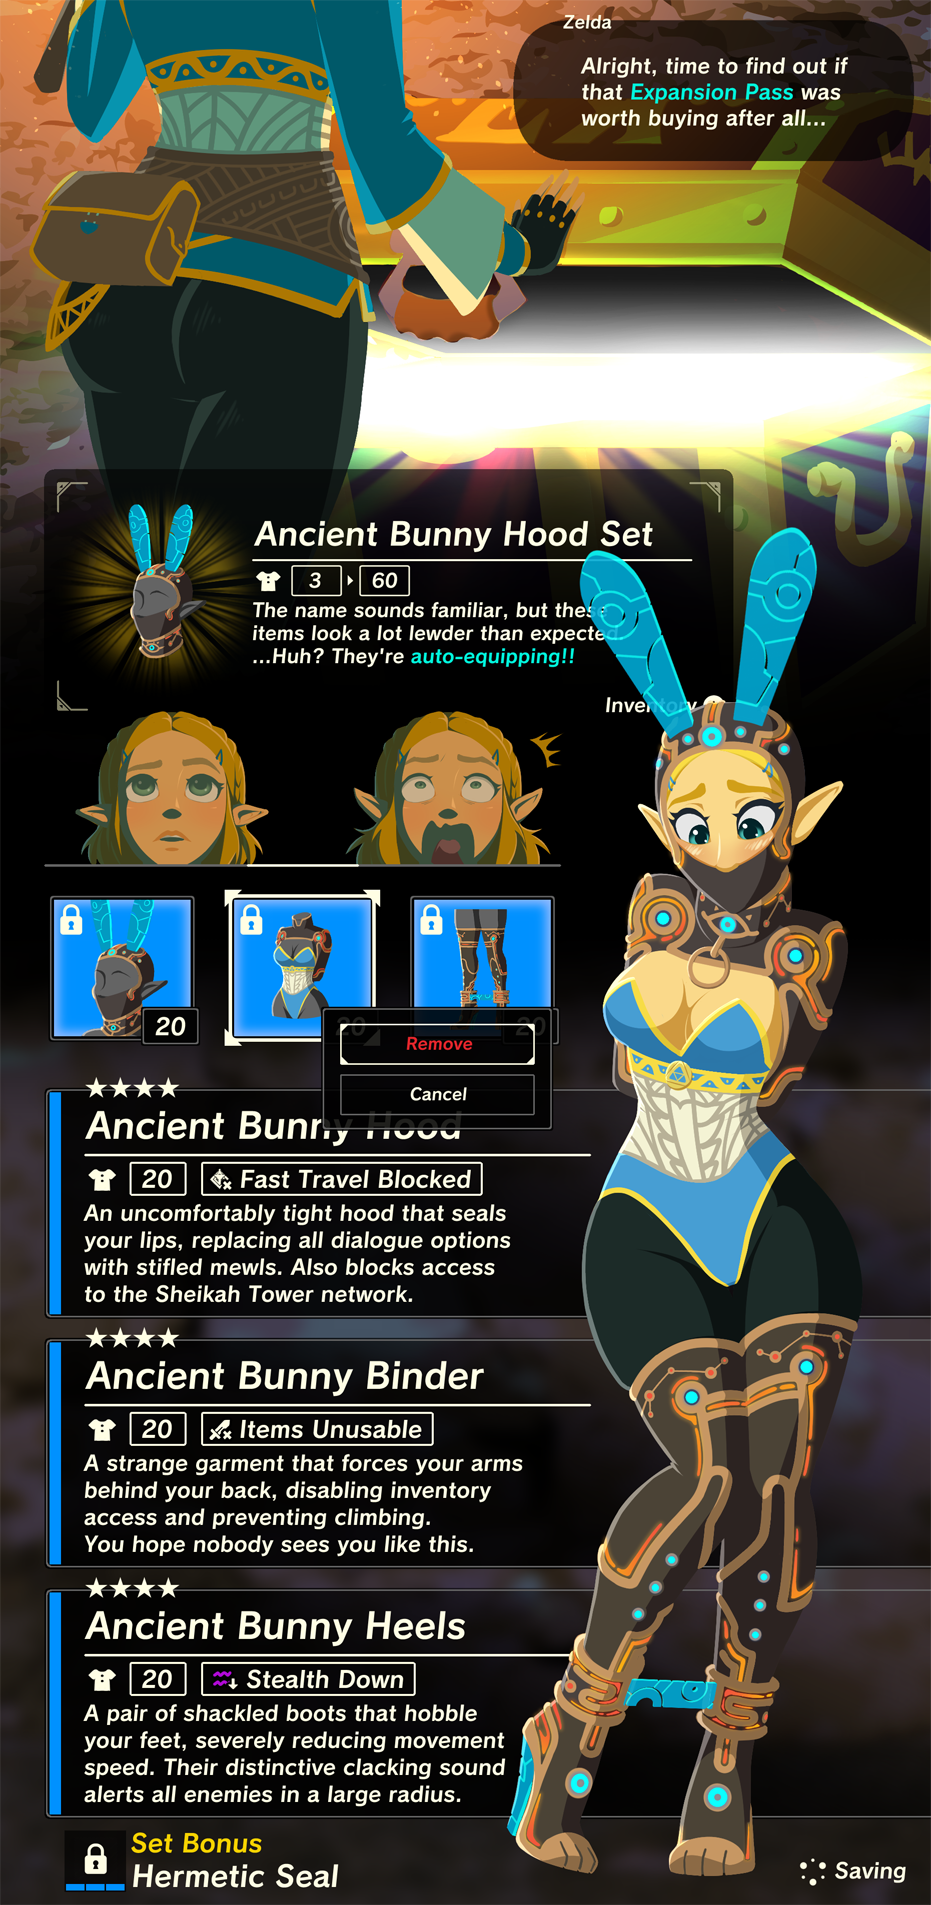 Zelda
Alright, time to find out if
that Expansion Pass was
worth buying after all...
Ancient Bunny Hood Set
3 60
The name sounds familiar, but these
items look a lot lewder than expected.
...Huh? They're auto-equipping!!
Inventory
20
20
20
Remove
Cancel
Ancient Bunny Hood
20 Fast Travel Blocked
An uncomfortably tight hood that seals
your lips, replacing all dialogue options
with stifled mewls. Also blocks access
to the Sheikah Tower network.
Ancient Bunny Binder
20 Items Unusable
A strange garment that forces your arms
behind your back, disabling inventory
access and preventing climbing.
You hope nobody sees you like this.
Ancient Bunny Heels
20 Stealth Down
A pair of shackled boots that hobble
your feet, severely reducing movement
speed. Their distinctive clacking sound
alerts all enemies in a large radius.
Set Bonus
Hermetic Seal
Saving